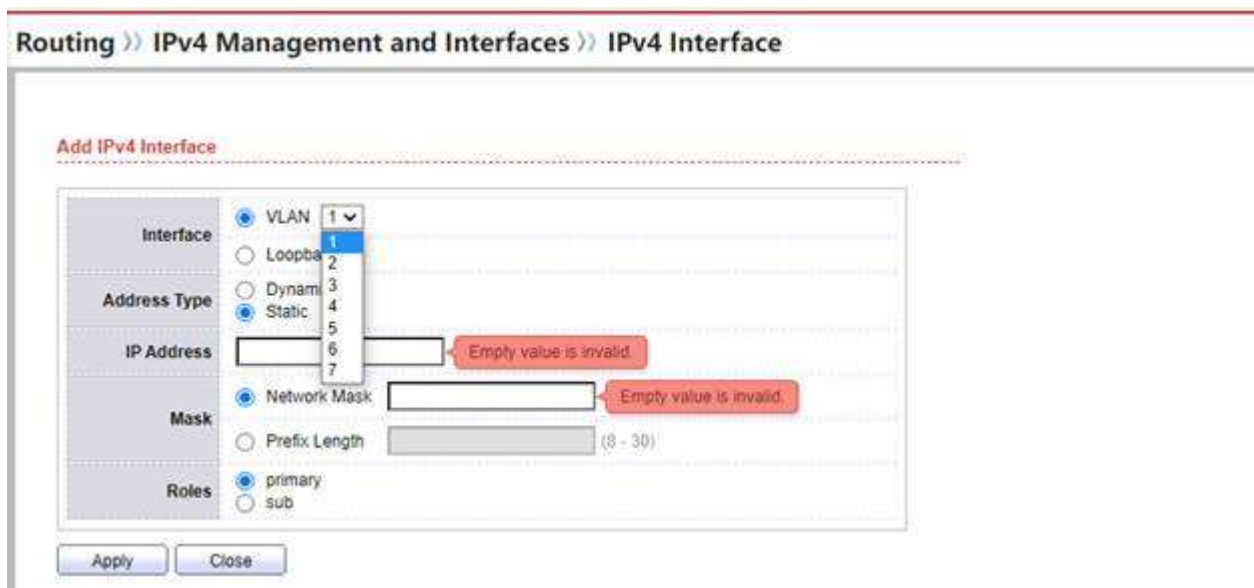 Routing » IPv4 Management and Interfaces » IPv4 Interface
Add IPv4 Interface
Interface
VLAN 1
1
2
3
4
5
6
7
Address Type
Static
IP Address
Empty value is invalid.
Mask
Network Mask
Empty value is invalid.
Prefix Length
(8 - 30)
Roles
primary
sub
Apply
Close